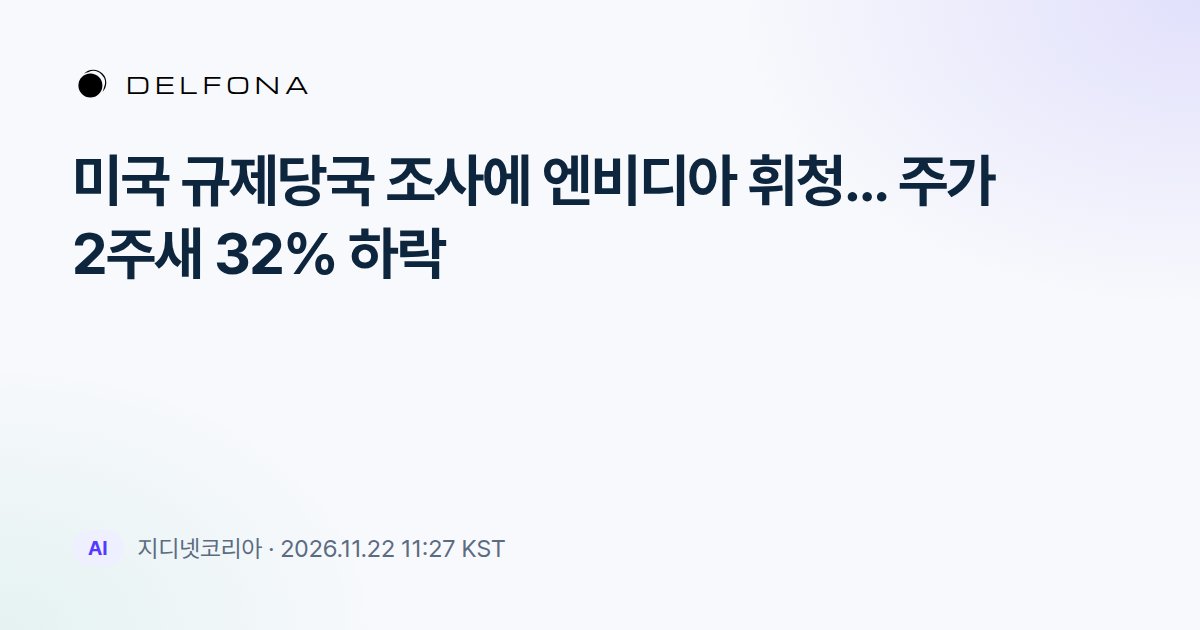 DELFONA
미국 규제당국 조사에 엔비디아 휘청... 주가
2주새 32% 하락
AI 지디넷코리아 · 2026.11.22 11:27 KST